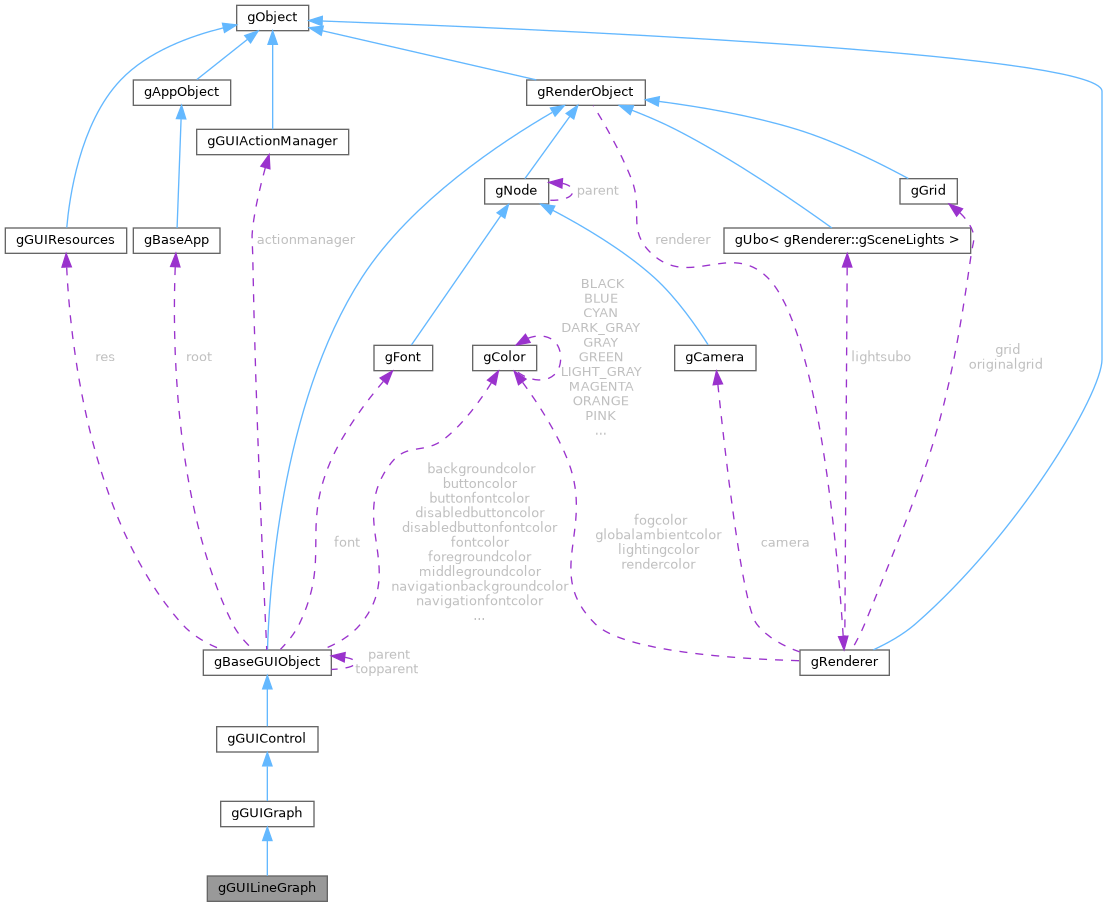 gObject
gAppObject
gRenderObject
gGUIActionManager
gNode
parent
gGrid
gGUIResources
gBaseApp
actionmanager
renderer
gUbo< gRenderer::gSceneLights >
BLACK
BLUE
CYAN
DARK_GRAY
GRAY
GREEN
LIGHT_GRAY
MAGENTA
ORANGE
PINK
...
res
root
gFont
gColor
gCamera
lightsubo
grid
originalgrid
backgroundcolor
buttoncolor
buttonfontcolor
disabledbuttoncolor
disabledbuttonfontcolor
fontcolor
foregroundcolor
middlegroundcolor
navigationbackgroundcolor
navigationfontcolor
...
font
fogcolor
globalambientcolor
lightingcolor
rendercolor
camera
gBaseGUIObject
parent
topparent
gRenderer
gGUIControl
gGUIGraph
gGUILineGraph